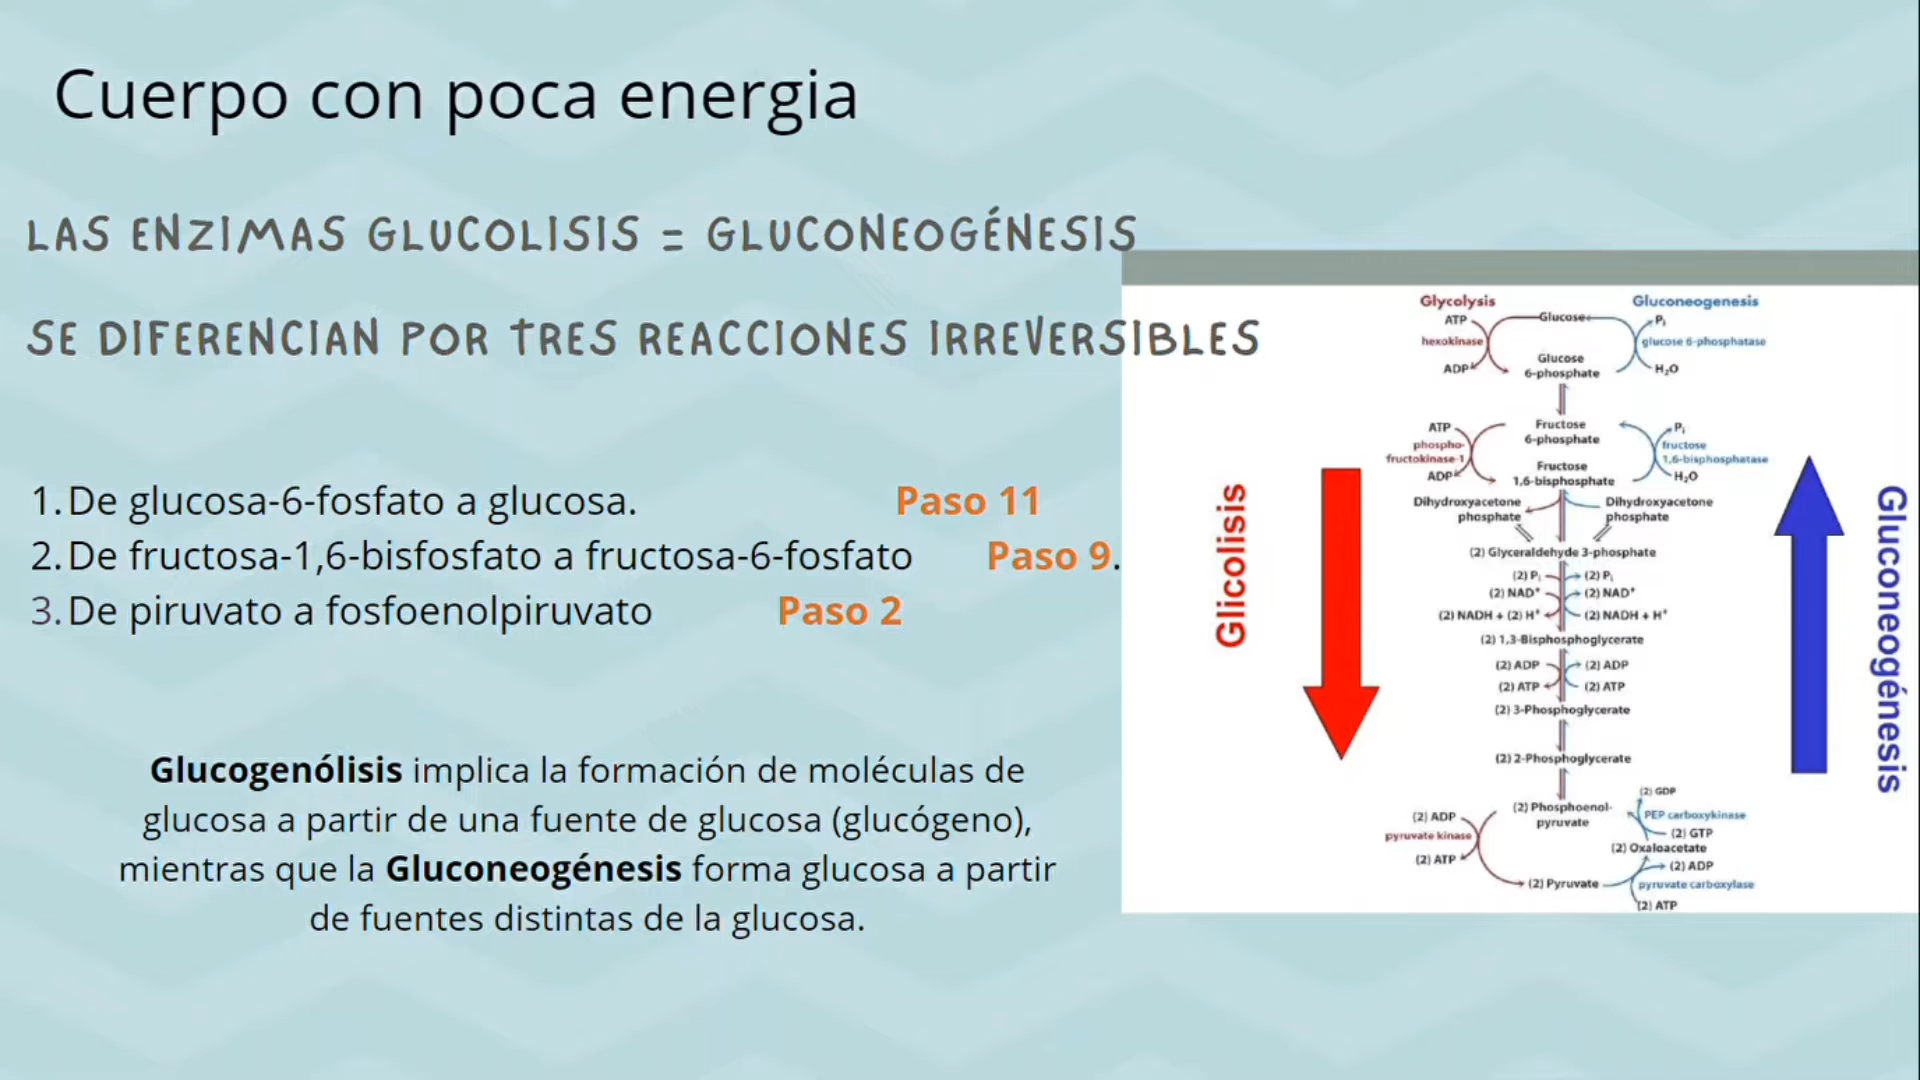 Cuerpo con poca energia
LAS ENZIMAS GLUCOLISIS = GLUCONEOGÉNESIS
SE DIFERENCIAN POR TRES REACCIONES IRREVERSIBLES
1. De glucosa-6-fosfato a glucosa. Paso 11
2. De fructosa-1,6-bisfosfato a fructosa-6-fosfato Paso 9.
3. De piruvato a fosfoenolpiruvato Paso 2
Glucogenólisis implica la formación de moléculas de
glucosa a partir de una fuente de glucosa (glucógeno),
mientras que la Gluconeogénesis forma glucosa a partir
de fuentes distintas de la glucosa.
Glicolisis
Glycolysis Gluconeogenesis
ATP Glucose Pi
hexokinase glucose 6-phosphatase
ADP Glucose H2O
6-phosphate
ATP Fructose Pi
6-phosphate
phospho- fructose
fructokinase-1 1,6-bisphosphatase
ADP Fructose H2O
1,6-bisphosphate
Dihydroxyacetone Dihydroxyacetone
phosphate phosphate
(2) Glyceraldehyde 3-phosphate
(2) Pi (2) Pi
(2) NAD+ (2) NAD+
(2) NADH + (2) H+ (2) NADH + H+
(2) 1,3-Bisphosphoglycerate
(2) ADP (2) ADP
(2) ATP (2) ATP
(2) 3-Phosphoglycerate
(2) 2-Phosphoglycerate
(2) GDP
(2) Phosphoenol-
pyruvate
(2) ADP PEP carboxykinase
pyruvate kinase (2) GTP
(2) Oxaloacetate
(2) ATP (2) ADP
(2) Pyruvate pyruvate carboxylase
(2) ATP
Gluconeogénesis